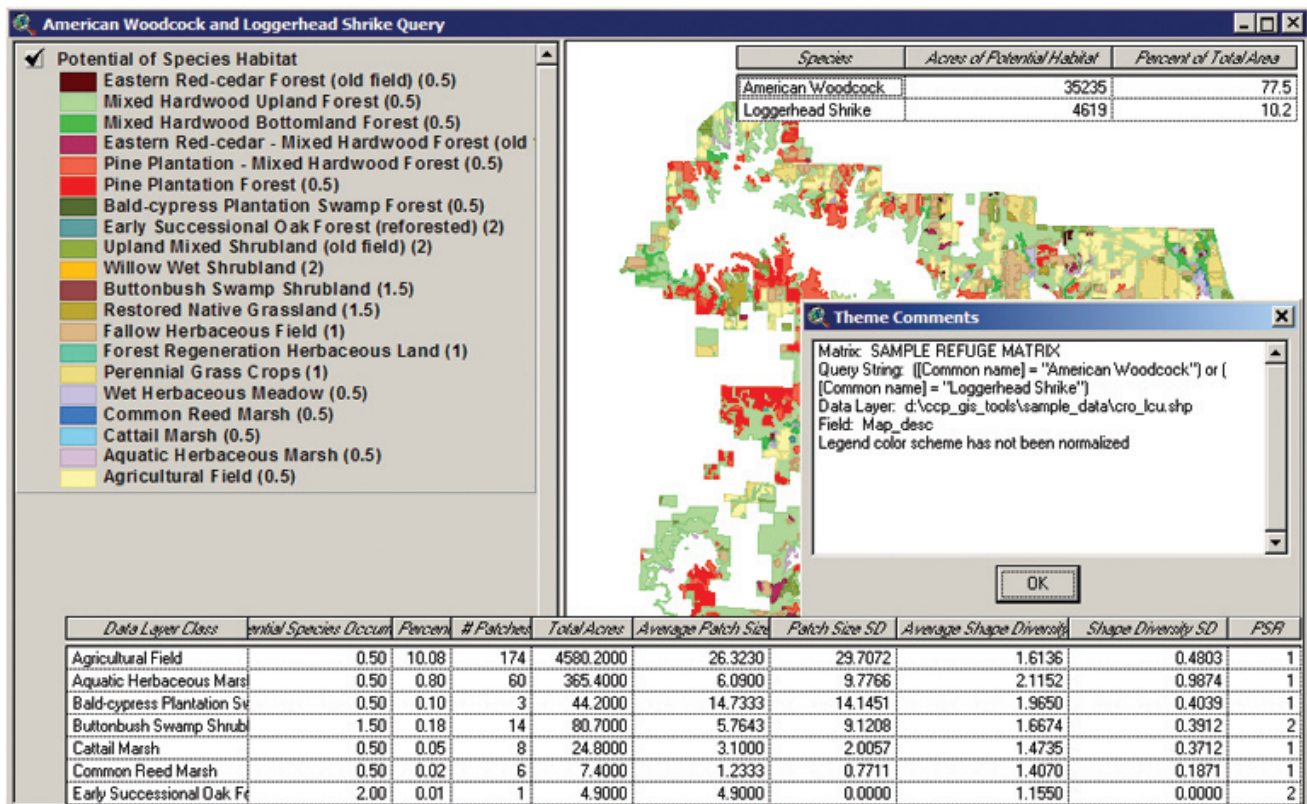 American Woodcock and Loggerhead Shrike Query
Potential of Species Habitat
Eastern Red-cedar Forest (old field) (0.5)
Mixed Hardwood Upland Forest (0.5)
Mixed Hardwood Bottomland Forest (0.5)
Eastern Red-cedar - Mixed Hardwood Forest (old
Pine Plantation - Mixed Hardwood Forest (0.5)
Pine Plantation Forest (0.5)
Bald-cypress Plantation Swamp Forest (0.5)
Early Successional Oak Forest (reforested) (2)
Upland Mixed Shrubland (old field) (2)
Willow Wet Shrubland (2)
Buttonbush Swamp Shrubland (1.5)
Restored Native Grassland (1.5)
Fallow Herbaceous Field (1)
Forest Regeneration Herbaceous Land (1)
Perennial Grass Crops (1)
Wet Herbaceous Meadow (0.5)
Common Reed Marsh (0.5)
Cattail Marsh (0.5)
Aquatic Herbaceous Marsh (0.5)
Agricultural Field (0.5)
Species Acres of Potential Habitat Percent of Total Area
American Woodcock 35235 77.5
Loggerhead Shrike 4619 10.2
Theme Comments
Matrix: SAMPLE REFUGE MATRIX
Query String: ([Common name] = "American Woodcock") or (
[Common name] = "Loggerhead Shrike")
Data Layer: d:\ccp_gis_tools\sample_data\cro_lcu.shp
Field: Map_desc
Legend color scheme has not been normalized
OK
Data Layer Class ential Species Occurr Percent # Patches Total Acres Average Patch Size Patch Size SD Average Shape Diversity Shape Diversity SD PSR
Agricultural Field 0.50 10.08 174 4580.2000 26.3230 29.7072 1.6136 0.4803 1
Aquatic Herbaceous Mars 0.50 0.80 60 365.4000 6.0900 9.7766 2.1152 0.9874 1
Bald-cypress Plantation Sw 0.50 0.10 3 44.2000 14.7333 14.1451 1.9650 0.4039 1
Buttonbush Swamp Shrubl 1.50 0.18 14 80.7000 5.7643 9.1208 1.6674 0.3912 2
Cattail Marsh 0.50 0.05 8 24.8000 3.1000 2.0057 1.4735 0.3712 1
Common Reed Marsh 0.50 0.02 6 7.4000 1.2333 0.7711 1.4070 0.1871 1
Early Successional Oak Fo 2.00 0.01 1 4.9000 4.9000 0.0000 1.1550 0.0000 2